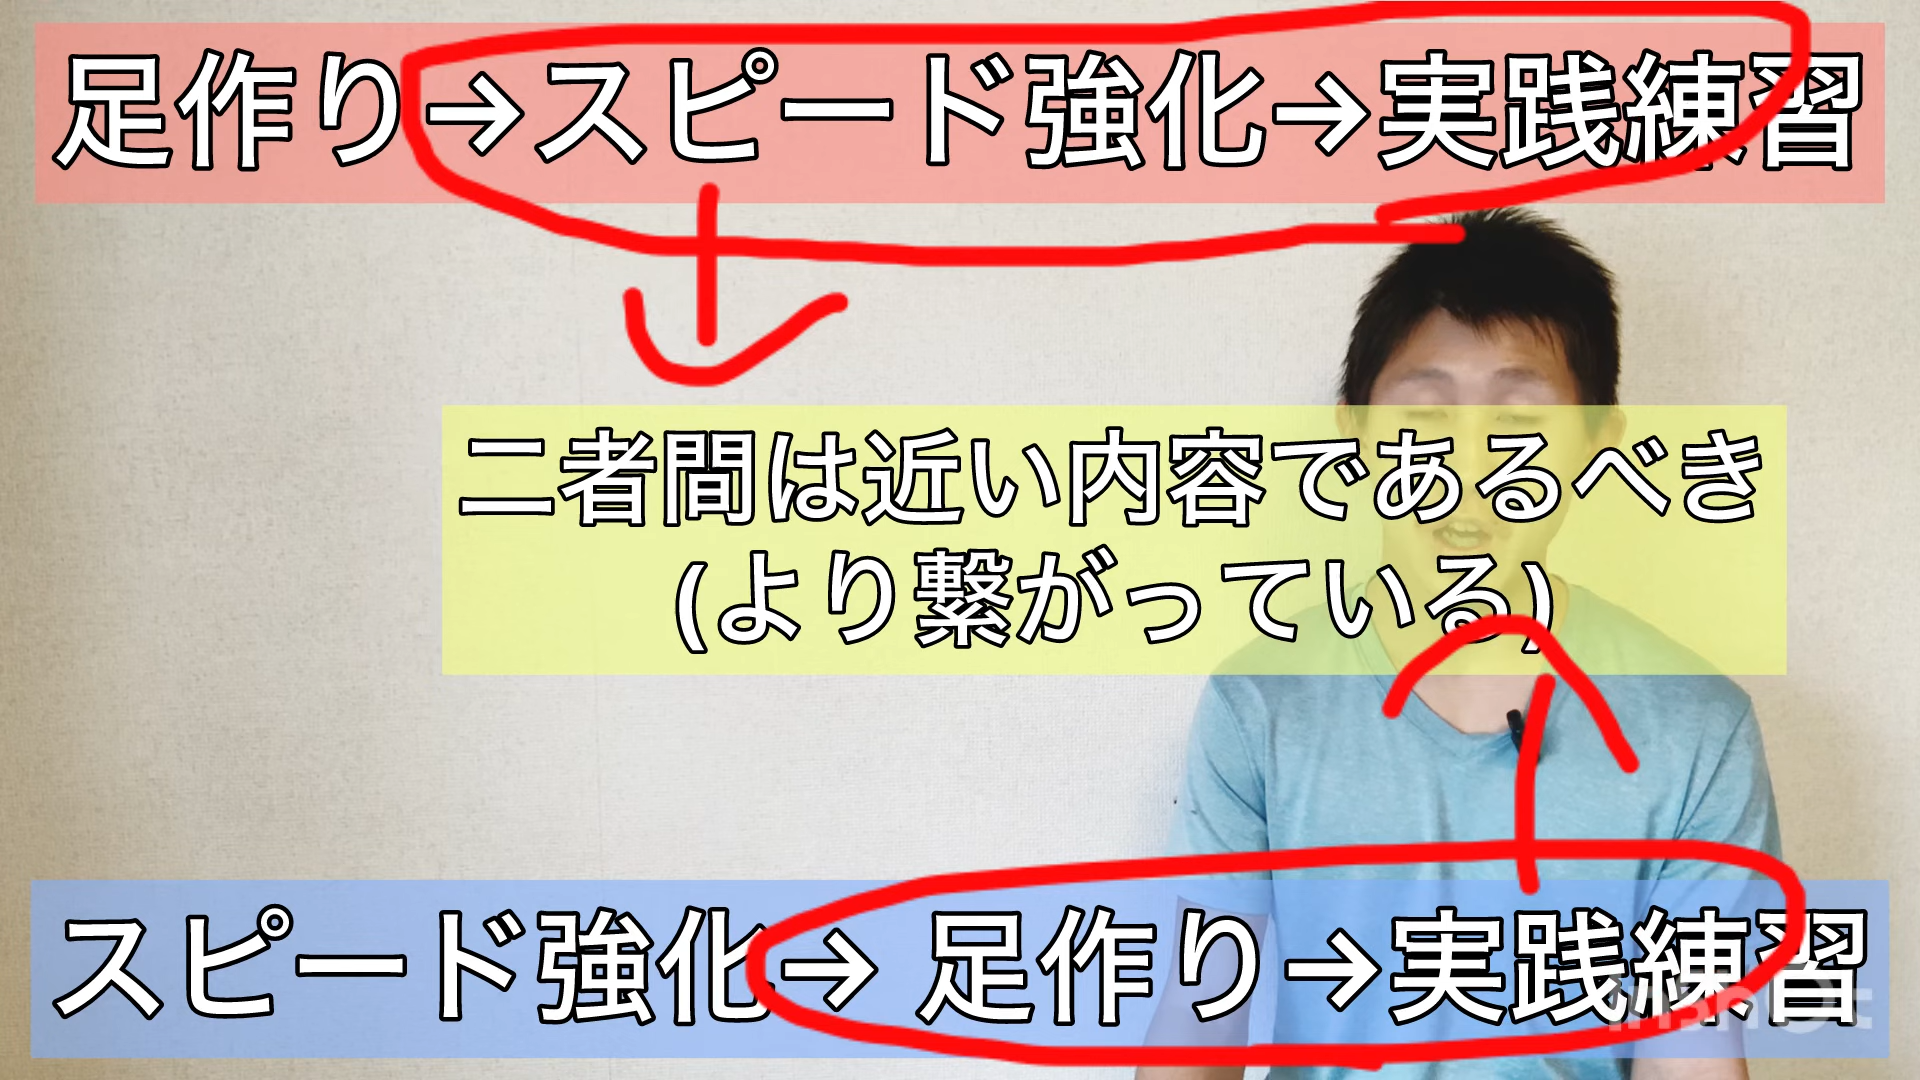 足作り→スピード強化→実践練習
二者間は近い内容であるべき
(より繋がっている)
スピード強化→ 足作り→実践練習